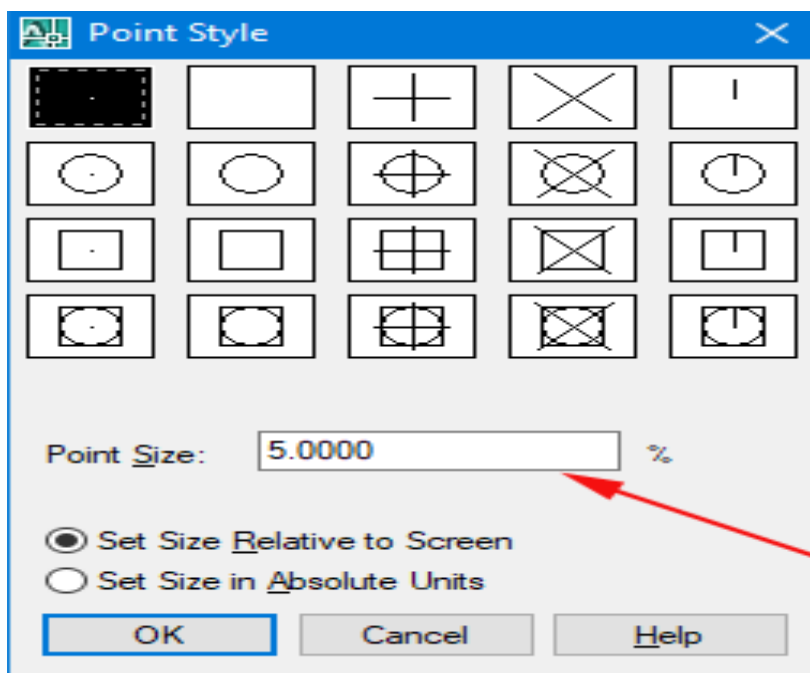 Point Style
Point Size: 5.0000 %
Set Size Relative to Screen
Set Size in Absolute Units
OK Cancel Help